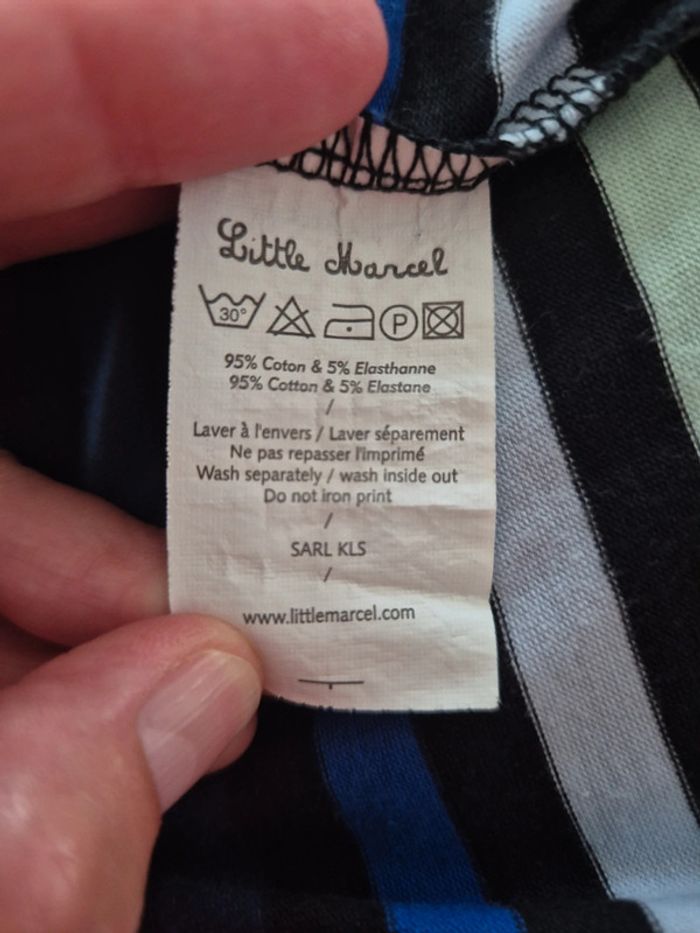 Little Marcel
30° P
95% Coton & 5% Elasthanne
95% Cotton & 5% Elastane
/
Laver à l'envers / Laver séparement
Ne pas repasser l'imprimé
Wash separately / wash inside out
Do not iron print
/
SARL KLS
/
www.littlemarcel.com